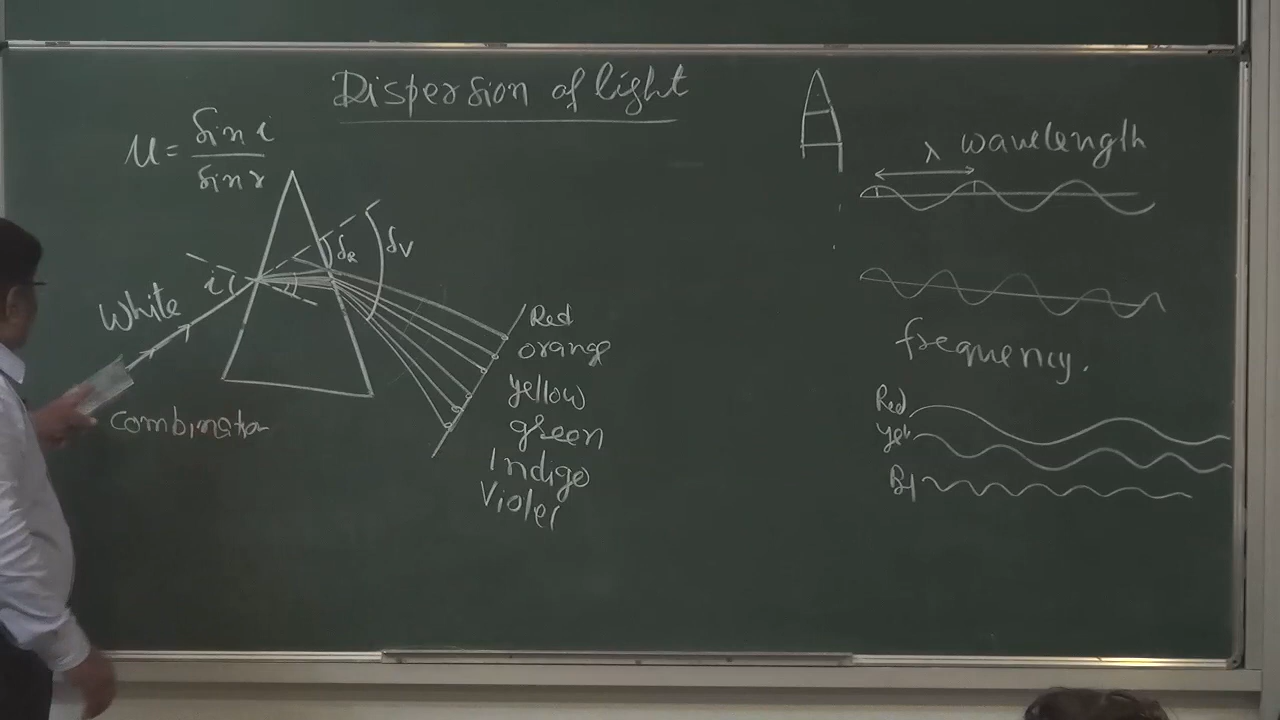 Dispersion of light
μ = sin i / sin r
λ wavelength
δR
δV
i
White
Red
orange
yellow
green
Indigo
Violet
combination
frequency.
Red
Yel
Bl